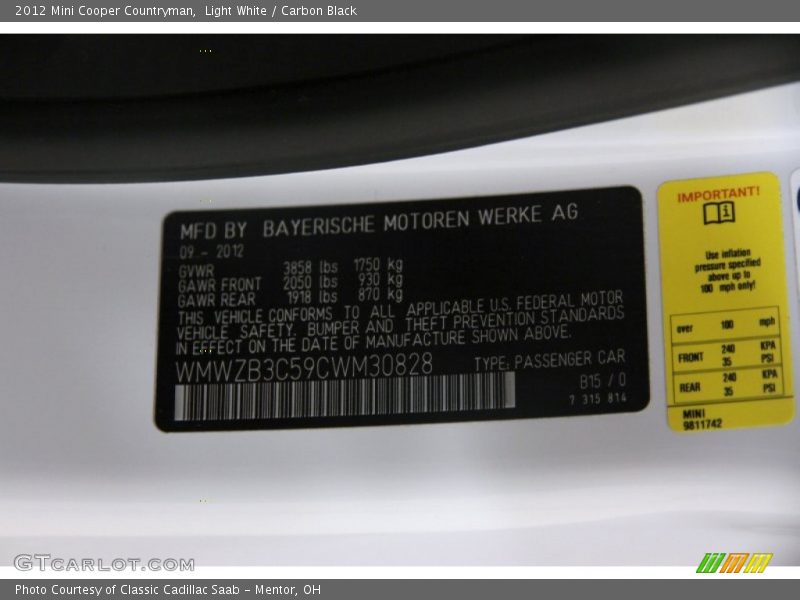 2012 Mini Cooper Countryman,  Light White / Carbon Black
MFD BY BAYERISCHE MOTOREN WERKE AG
09 - 2012
GVWR 3858 lbs 1750 kg
GAWR FRONT 2050 lbs 930 kg
GAWR REAR 1918 lbs 870 kg
THIS VEHICLE CONFORMS TO ALL APPLICABLE U.S. FEDERAL MOTOR
VEHICLE SAFETY, BUMPER AND THEFT PREVENTION STANDARDS
IN EFFECT ON THE DATE OF MANUFACTURE SHOWN ABOVE.
WMWZB3C59CWM30828 TYPE: PASSENGER CAR
B15 / 0
7 315 814
IMPORTANT!
Use inflation
pressure specified
above up to
100 mph only!
over 100 mph
FRONT 240 KPA
35 PSI
REAR 240 KPA
35 PSI
MINI
9811742
GTCARLOT.COM
Photo Courtesy of Classic Cadillac Saab - Mentor, OH